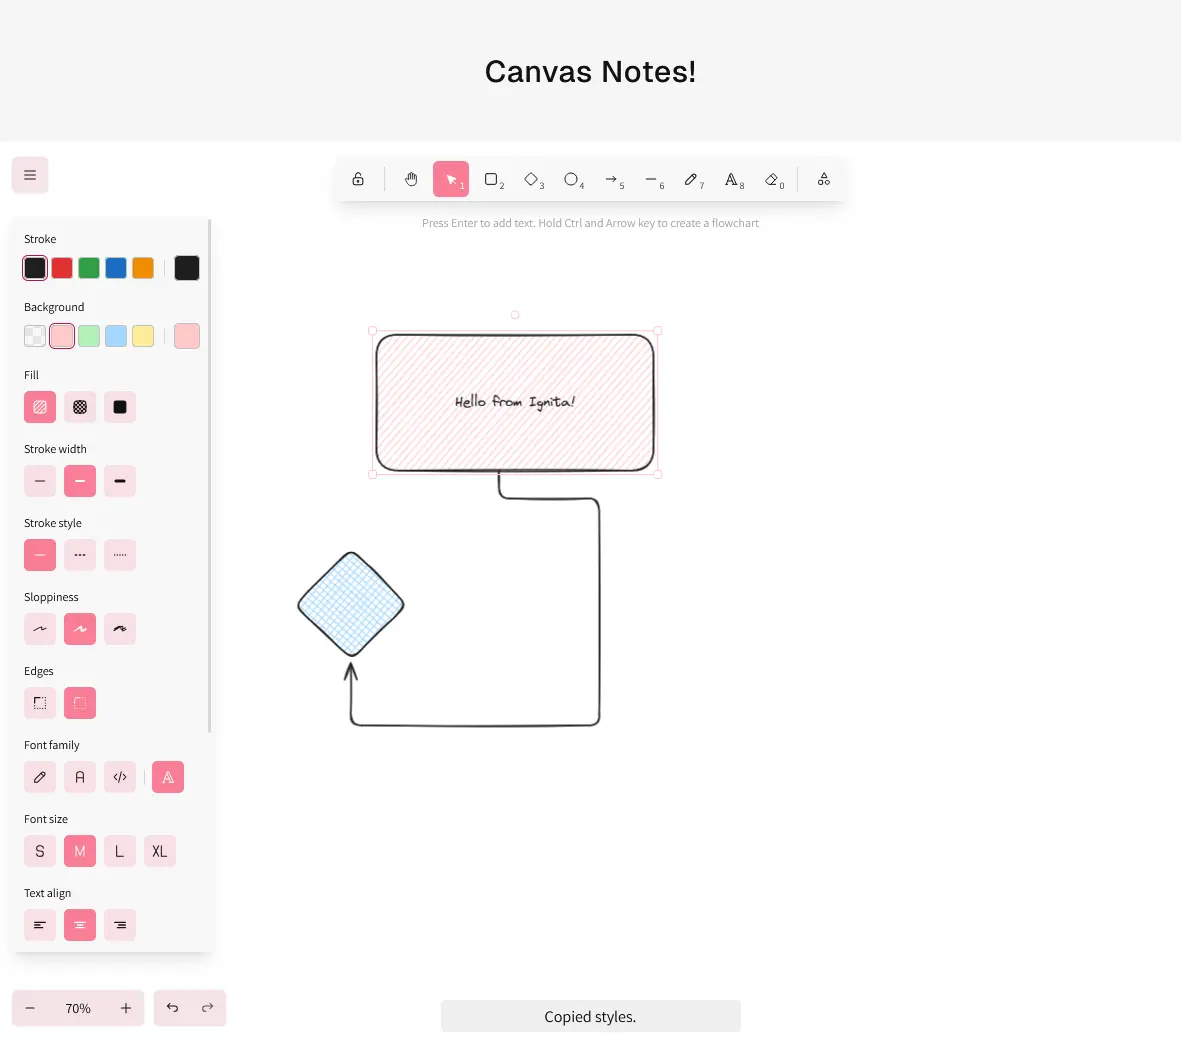 Canvas Notes!
1
2
3
4
5
6
7
8
0
Press Enter to add text. Hold Ctrl and Arrow key to create a flowchart
Stroke
Background
Fill
Stroke width
Stroke style
Sloppiness
Edges
Font family
A
</>
A
Font size
S
M
L
XL
Text align
Hello from Ignita!
70%
Copied styles.